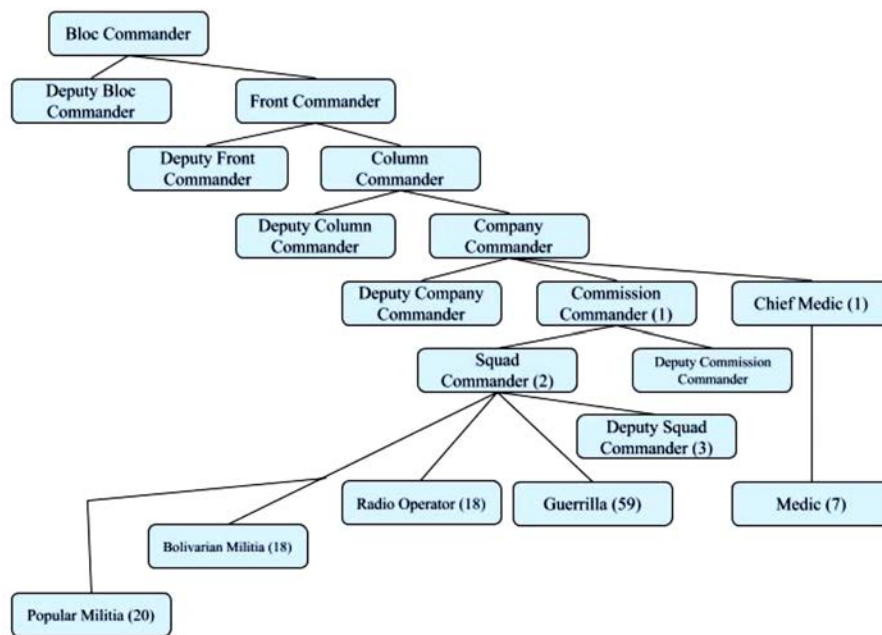 Bloc Commander
Deputy Bloc
Commander
Front Commander
Deputy Front
Commander
Column
Commander
Deputy Column
Commander
Company
Commander
Deputy Company
Commander
Commission
Commander (1)
Chief Medic (1)
Squad
Commander (2)
Deputy Commission
Commander
Deputy Squad
Commander (3)
Radio Operator (18)
Guerrilla (59)
Medic (7)
Bolivarian Militia (18)
Popular Militia (20)